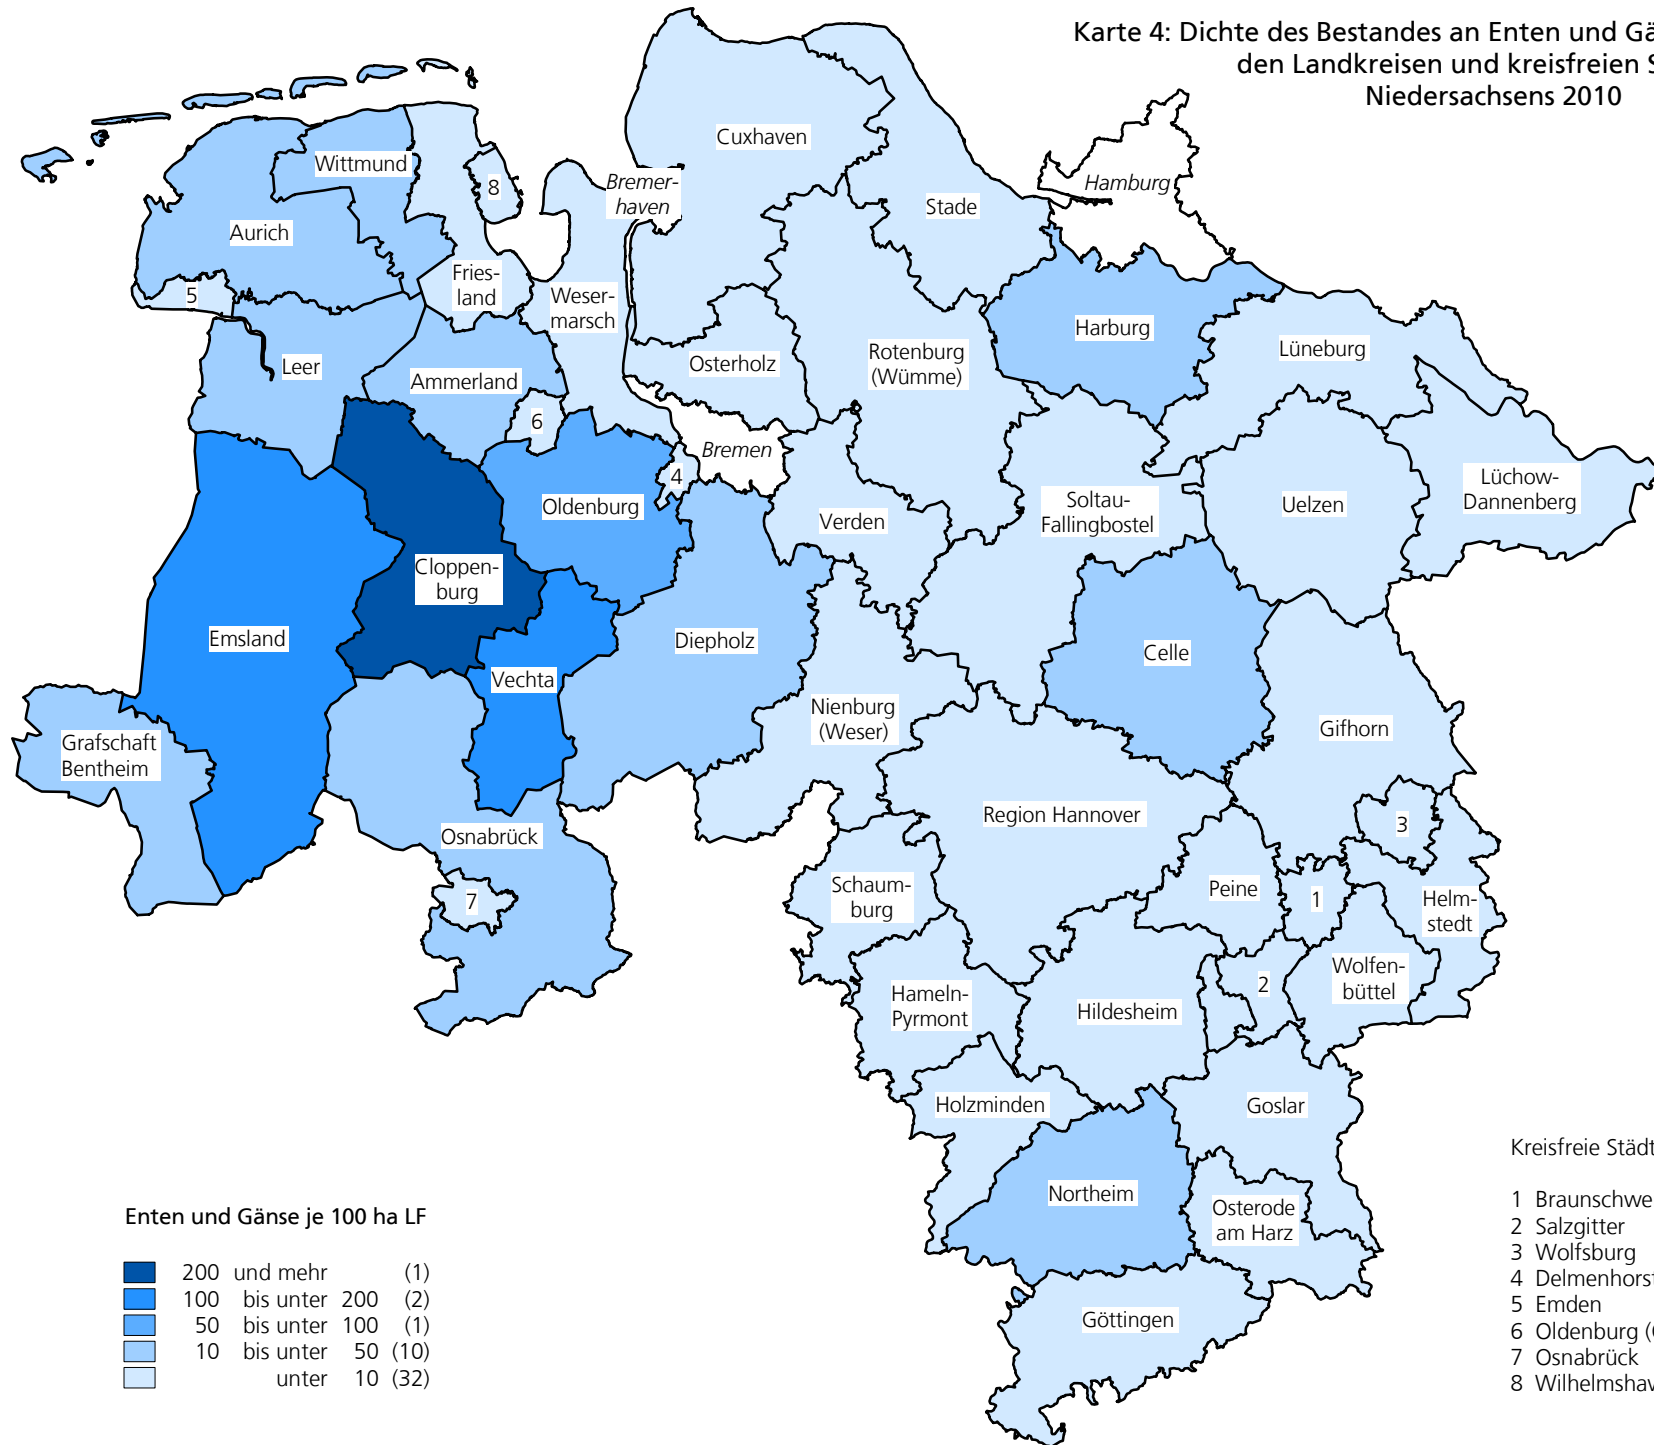 Karte 4: Dichte des Bestandes an Enten und
den Landkreisen und kreisfreien
Niedersachsens 2010
Cuxhaven
Wittmund
8
Bremer-
haven
Hamburg
Stade
Aurich
Fries-
land
5
Weser-
marsch
Harburg
Lüneburg
Leer
Osterholz
Rotenburg
(Wümme)
Ammerland
6
Bremen
4
Lüchow-
Dannenberg
Oldenburg
Soltau-
Fallingbostel
Uelzen
Verden
Cloppen-
burg
Emsland
Diepholz
Celle
Vechta
Nienburg
(Weser)
Gifhorn
Grafschaft
Bentheim
Region Hannover
3
Osnabrück
Schaum-
burg
Peine
1
Helm-
stedt
7
Wolfen-
büttel
2
Hameln-
Pyrmont
Hildesheim
Holzminden
Goslar
Northeim
Osterode
am Harz
Göttingen
Enten und Gänse je 100 ha LF
200 und mehr (1)
100 bis unter 200 (2)
50 bis unter 100 (1)
10 bis unter 50 (10)
unter 10 (32)
Kreisfreie
1
2 Salzgitter
3 Wolfsburg
4 Delmenhorst
5 Emden
6 Oldenburg
7 Osnabrück
8